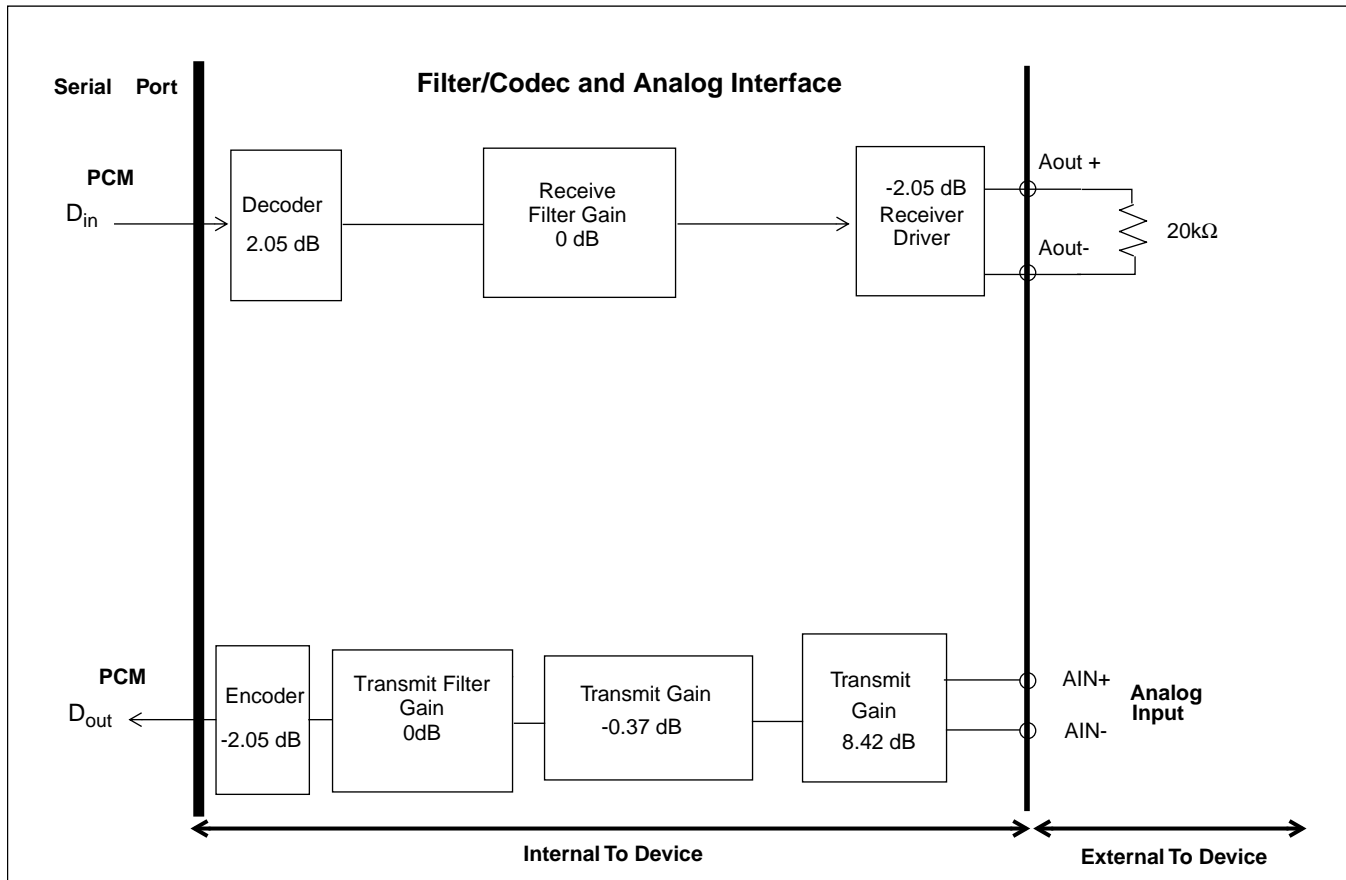 Serial Port
Filter/Codec and Analog Interface
PCM
Din
Decoder
2.05 dB
Receive
Filter Gain
0 dB
-2.05 dB
Receiver
Driver
Aout +
Aout-
20kΩ
PCM
Dout
Encoder
-2.05 dB
Transmit Filter
Gain
0dB
Transmit Gain
-0.37 dB
Transmit
Gain
8.42 dB
AIN+
AIN-
Analog
Input
Internal To Device
External To Device